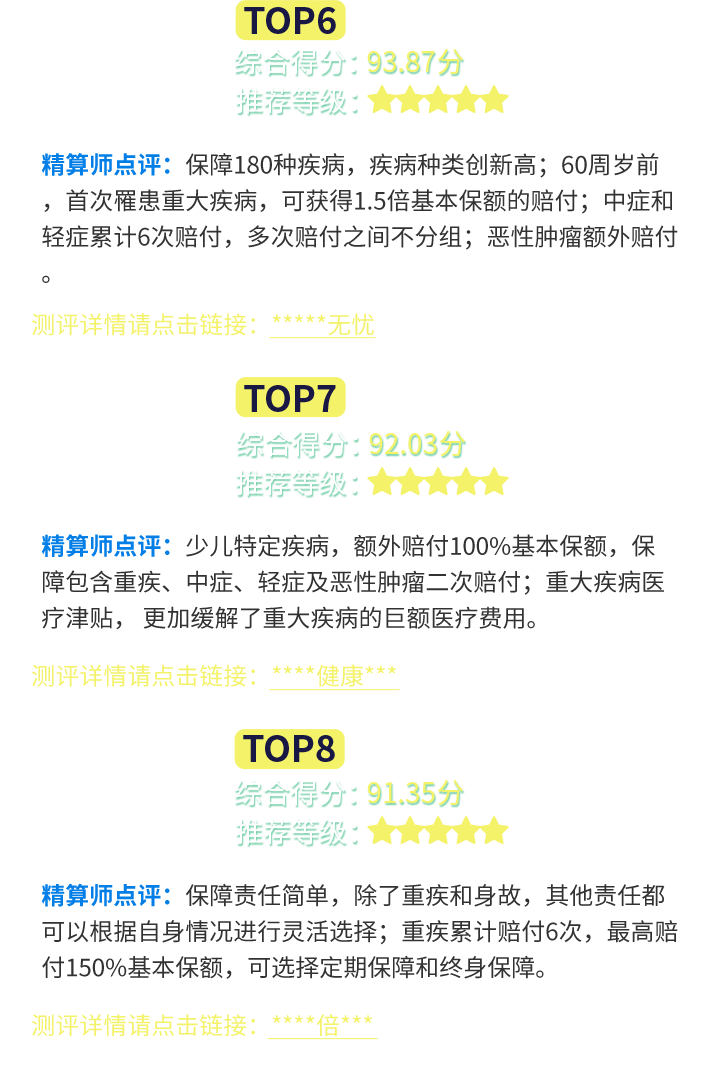 TOP6
综合得分：93.87分
推荐等级：★★★★★
精算师点评：保障180种疾病，疾病种类创新高；60周岁前
，首次罹患重大疾病，可获得1.5倍基本保额的赔付；中症和
轻症累计6次赔付，多次赔付之间不分组；恶性肿瘤额外赔付
。
测评详情请点击链接：*****无忧
TOP7
综合得分：92.03分
推荐等级：★★★★★
精算师点评：少儿特定疾病，额外赔付100%基本保额，保
障包含重疾、中症、轻症及恶性肿瘤二次赔付；重大疾病医
疗津贴， 更加缓解了重大疾病的巨额医疗费用。
测评详情请点击链接：****健康***
TOP8
综合得分：91.35分
推荐等级：★★★★★
精算师点评：保障责任简单，除了重疾和身故，其他责任都
可以根据自身情况进行灵活选择；重疾累计赔付6次，最高赔
付150%基本保额，可选择定期保障和终身保障。
测评详情请点击链接：****倍***